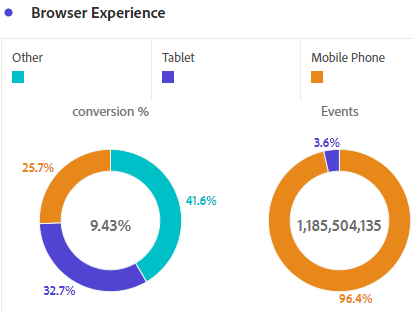 Browser Experience
Other
Tablet
Mobile Phone
conversion %
Events
25.7%
41.6%
9.43%
32.7%
3.6%
1,185,504,135
96.4%